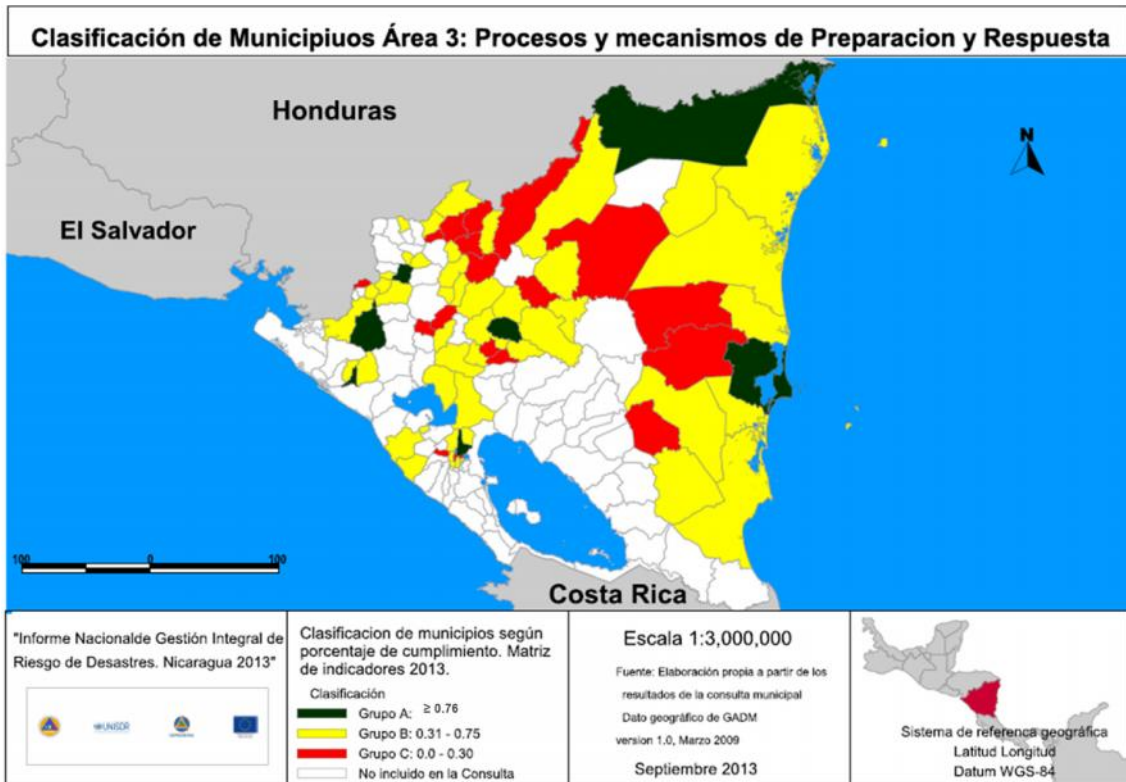 Clasificación de Municipiuos Área 3: Procesos y mecanismos de Preparacion y Respuesta
Honduras
El Salvador
N
Costa Rica
100 0 100
"Informe Nacionalde Gestión Integral de
Riesgo de Desastres. Nicaragua 2013"
UNISDR
Clasificacion de municipios según
porcentaje de cumplimiento. Matriz
de indicadores 2013.
Clasificación
Grupo A: ≥ 0.76
Grupo B: 0.31 - 0.75
Grupo C: 0.0 - 0.30
No incluido en la Consulta
Escala 1:3,000,000
Fuente: Elaboración propia a partir de los
resultados de la consulta municipal
Dato geográfico de GADM
version 1.0, Marzo 2009
Septiembre 2013
Sistema de referenca geográfica
Latitud Longitud
Datum WGS-84